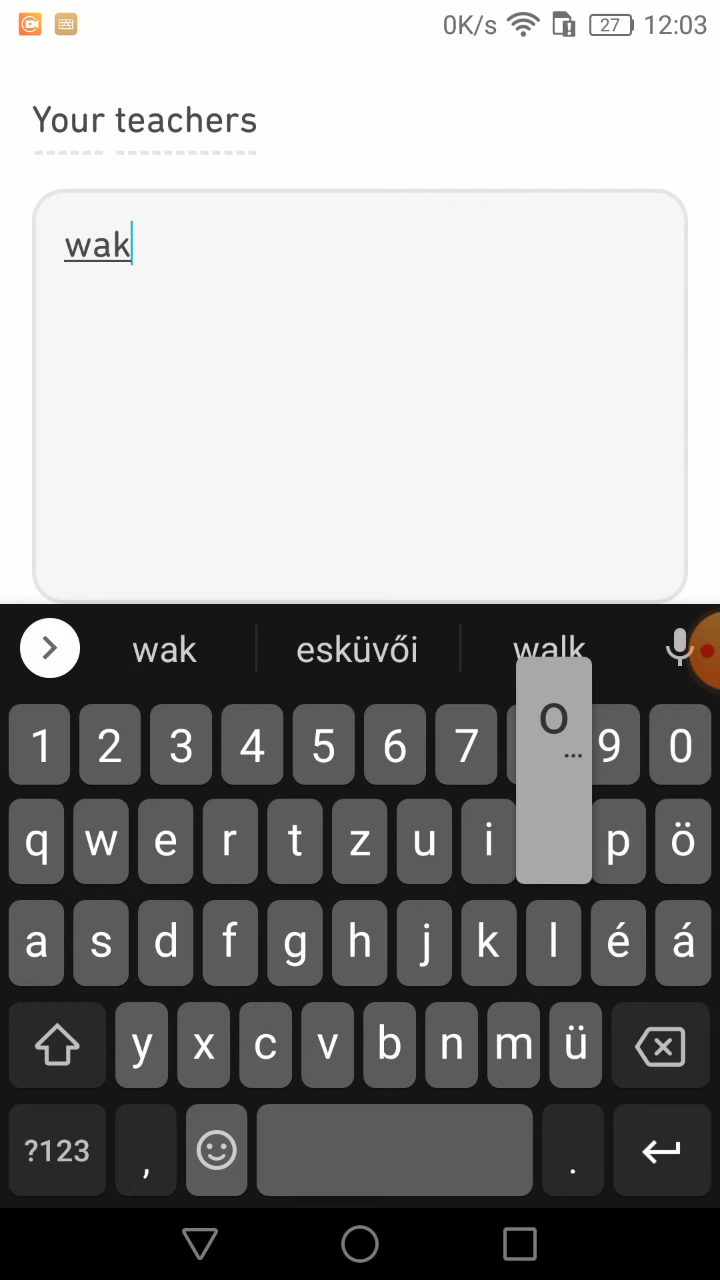 0K/s 27 12:03
Your teachers
wak
wak esküvői walk
1 2 3 4 5 6 7 9 0
o
...
q w e r t z u i p ö
a s d f g h j k l é á
y x c v b n m ü
?123 , .